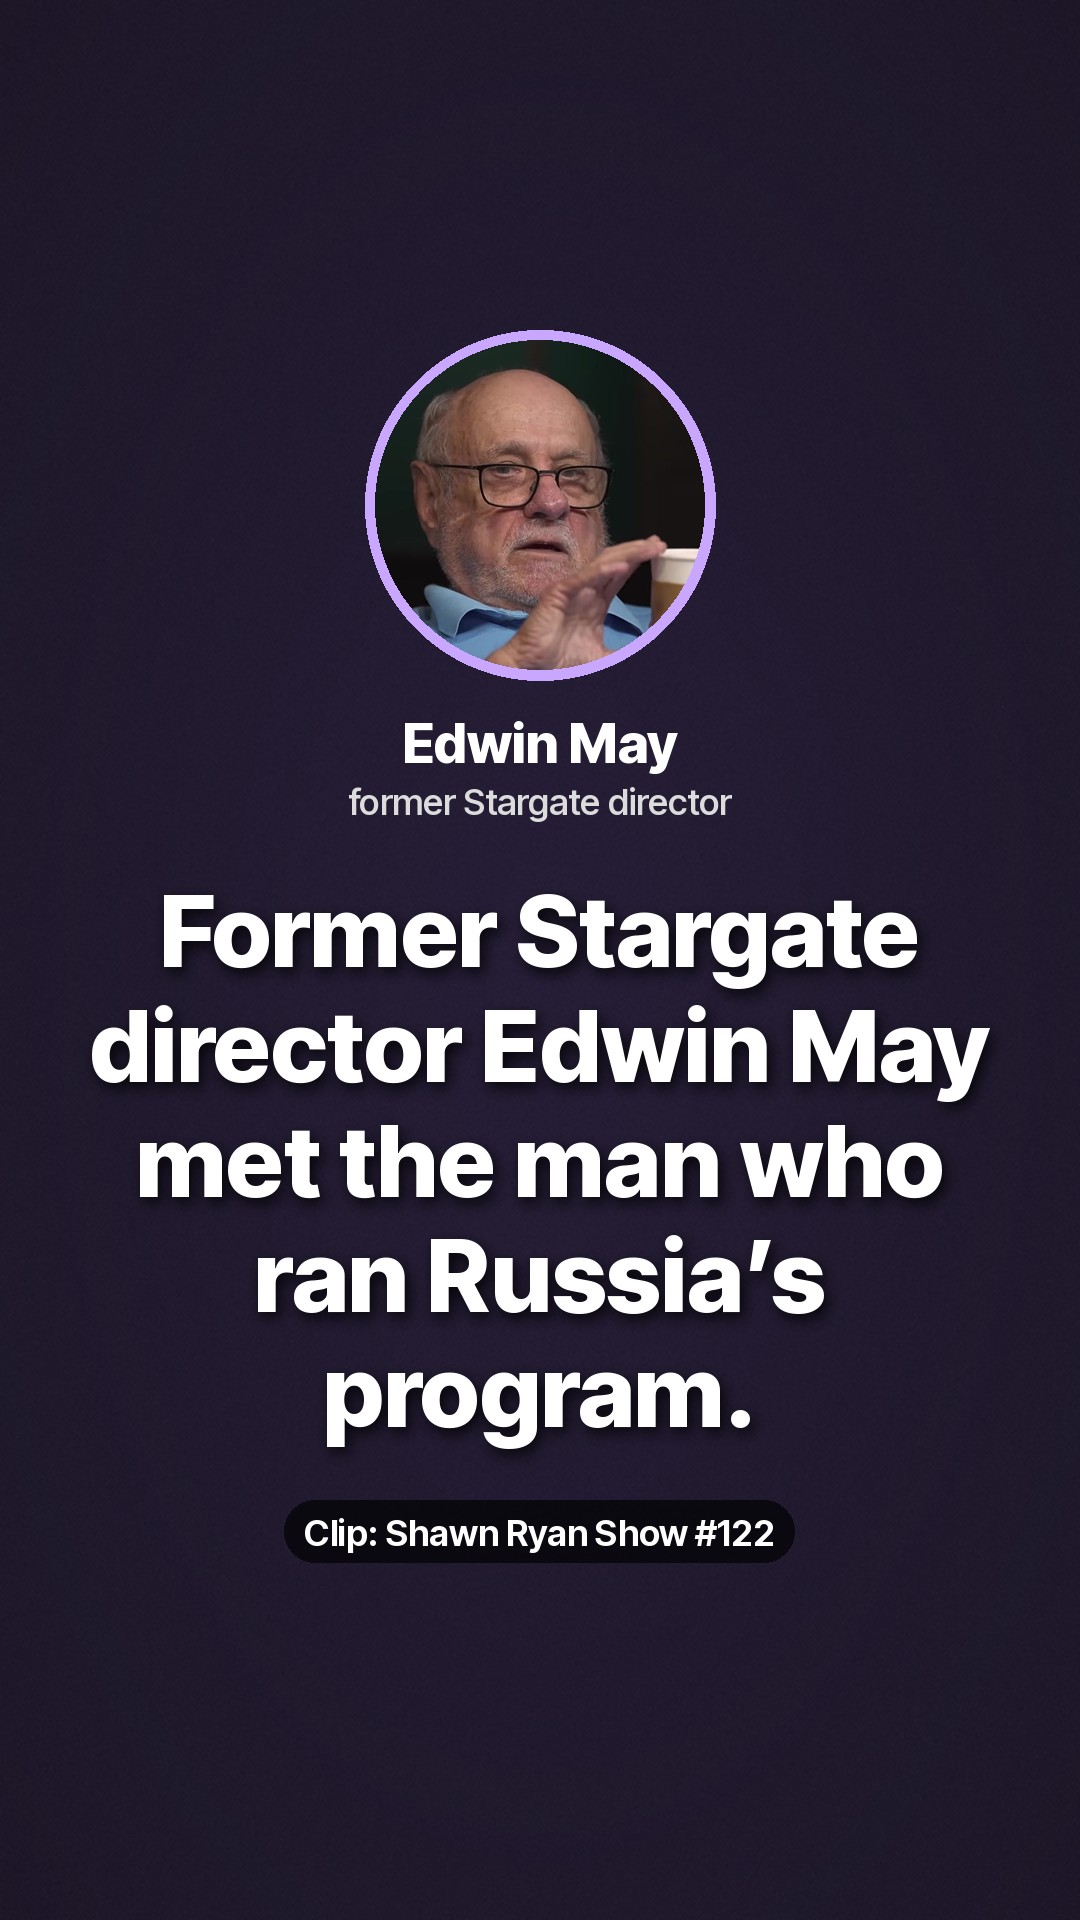 Edwin May
former Stargate director
Former Stargate
director Edwin May
met the man who
ran Russia’s
program.
Clip: Shawn Ryan Show #122